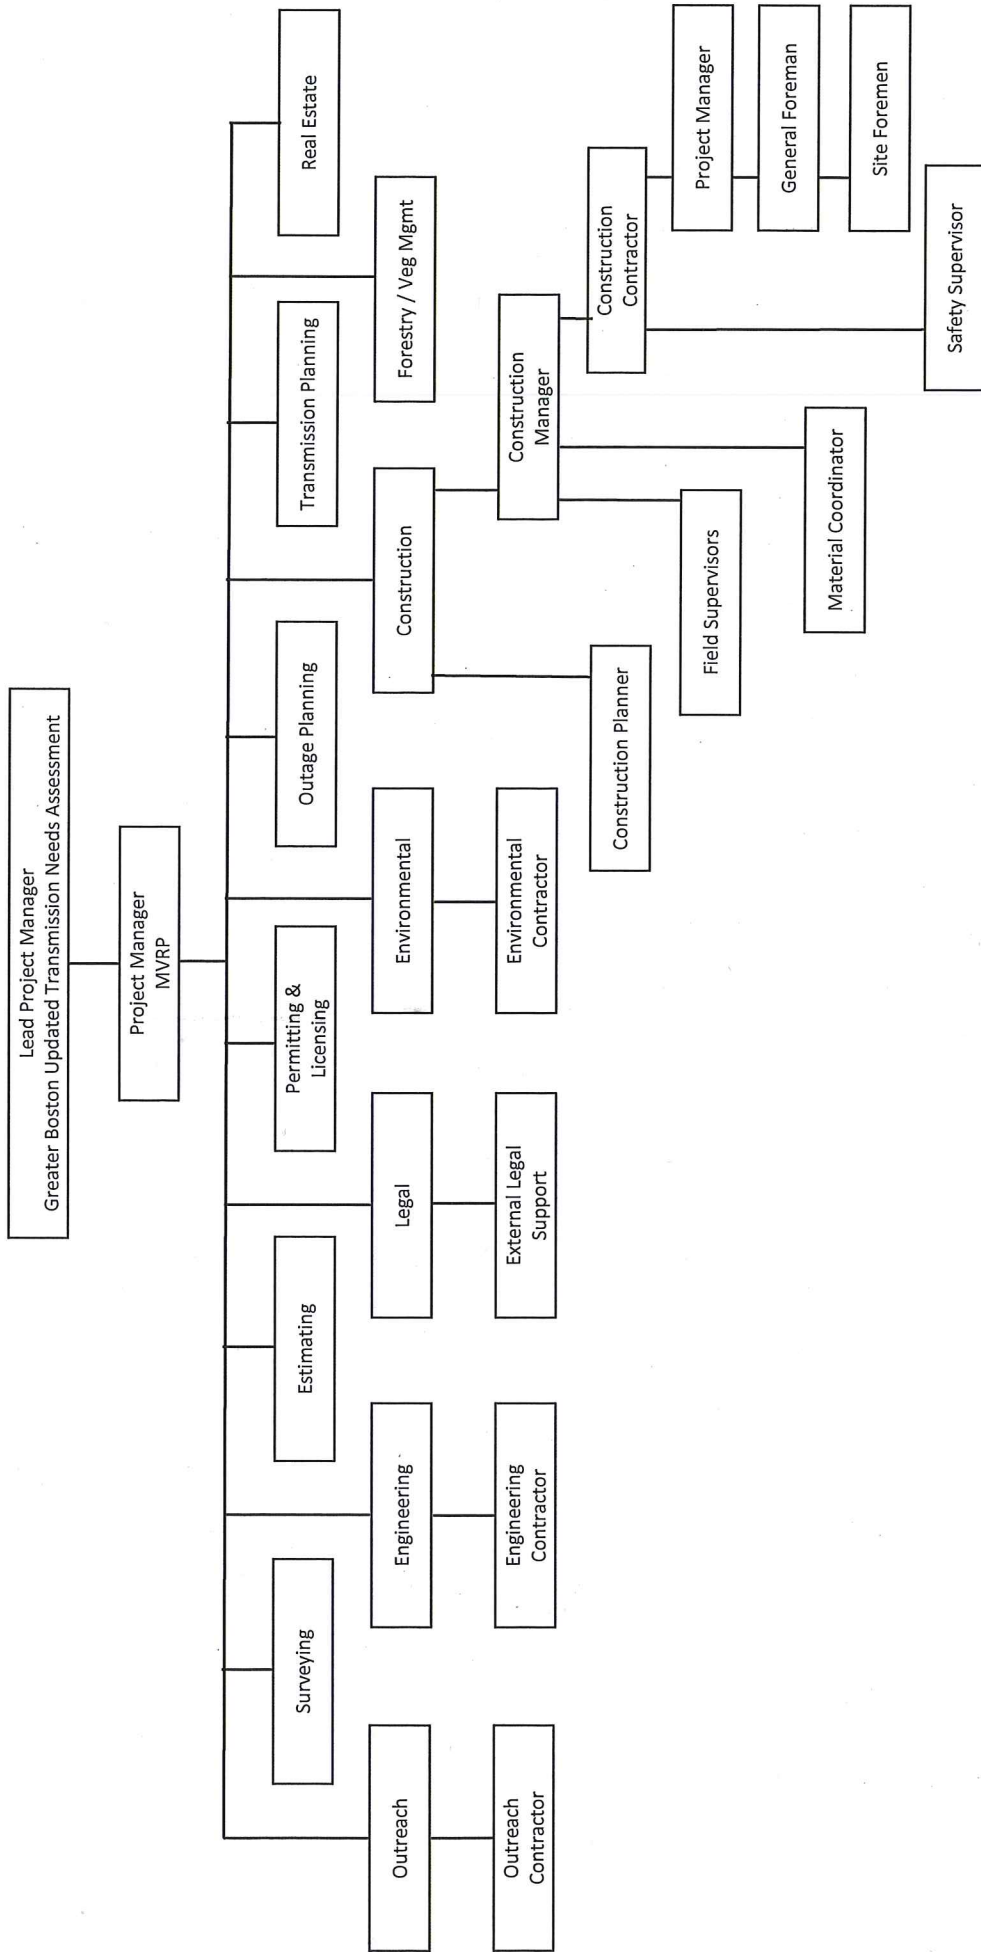 Lead Project Manager
Greater Boston Updated Transmission Needs Assessment
Project Manager
MVRP
Surveying
Estimating
Permitting &
Licensing
Outage Planning
Transmission Planning
Real Estate
Outreach
Engineering
Legal
Environmental
Construction
Forestry / Veg Mgmt
Outreach
Contractor
Engineering
Contractor
External Legal
Support
Environmental
Contractor
Construction
Manager
Construction Planner
Construction
Contractor
Field Supervisors
Project Manager
General Foreman
Material Coordinator
Site Foremen
Safety Supervisor